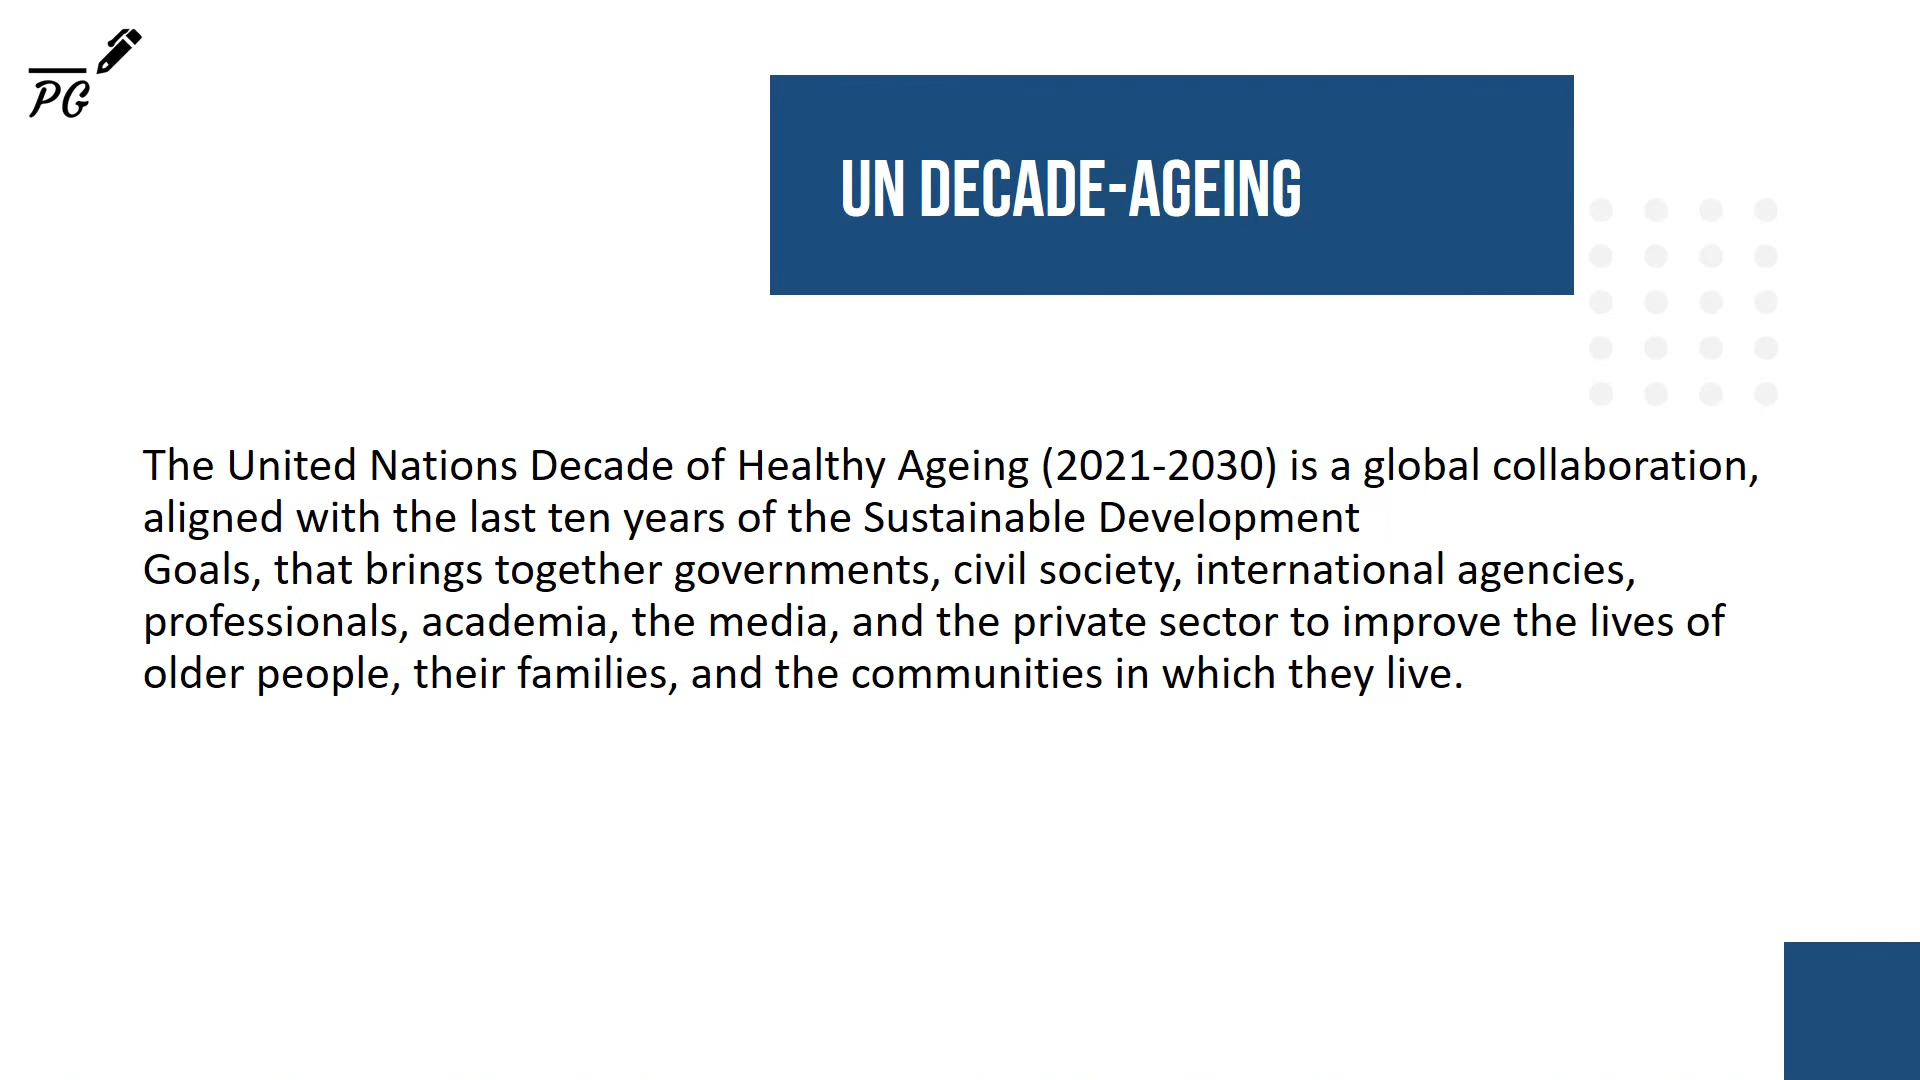 PG
UN DECADE-AGEING
The United Nations Decade of Healthy Ageing (2021-2030) is a global collaboration,
aligned with the last ten years of the Sustainable Development
Goals, that brings together governments, civil society, international agencies,
professionals, academia, the media, and the private sector to improve the lives of
older people, their families, and the communities in which they live.